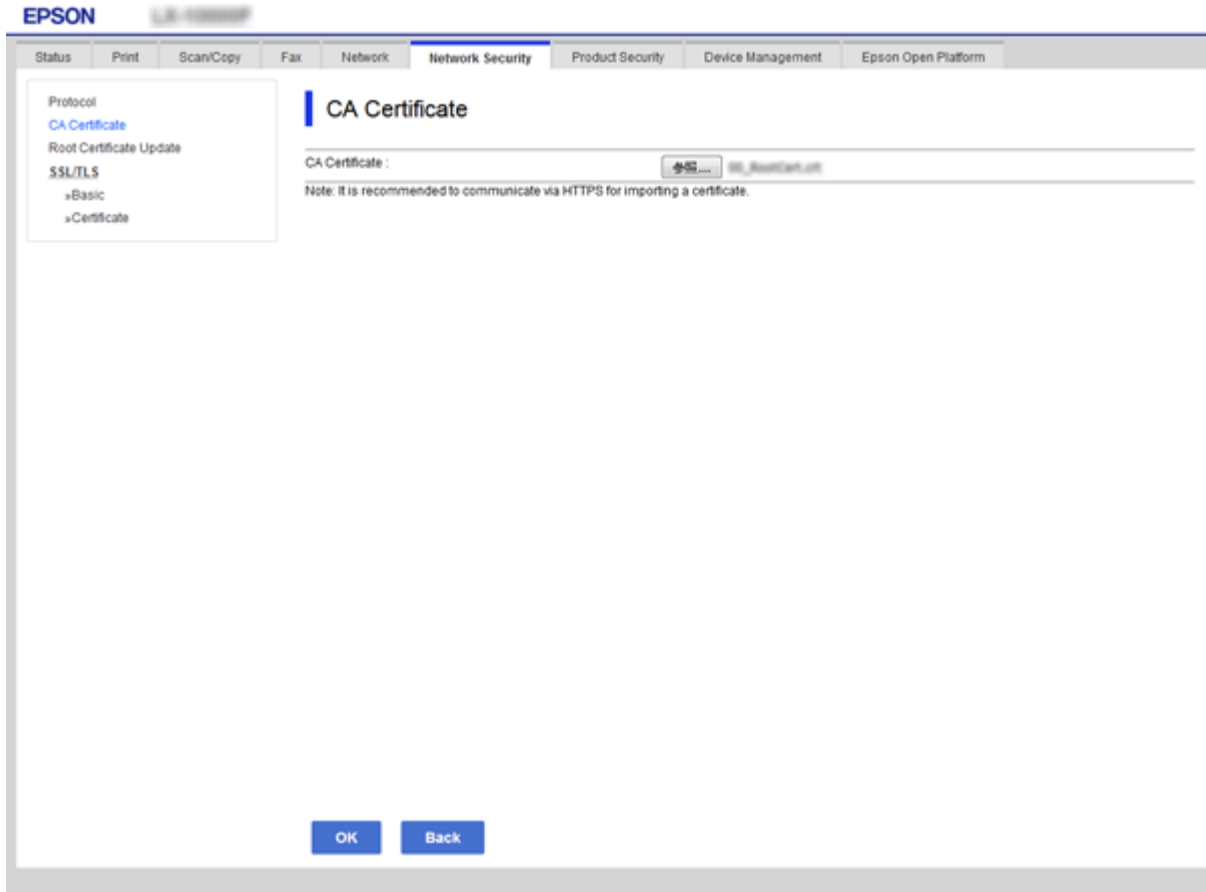 EPSON
Status Print Scan/Copy Fax Network Network Security Product Security Device Management Epson Open Platform
Protocol
CA Certificate
Root Certificate Update
SSL/TLS
»Basic
»Certificate
CA Certificate
CA Certificate :
参照...
Note: It is recommended to communicate via HTTPS for importing a certificate.
OK Back